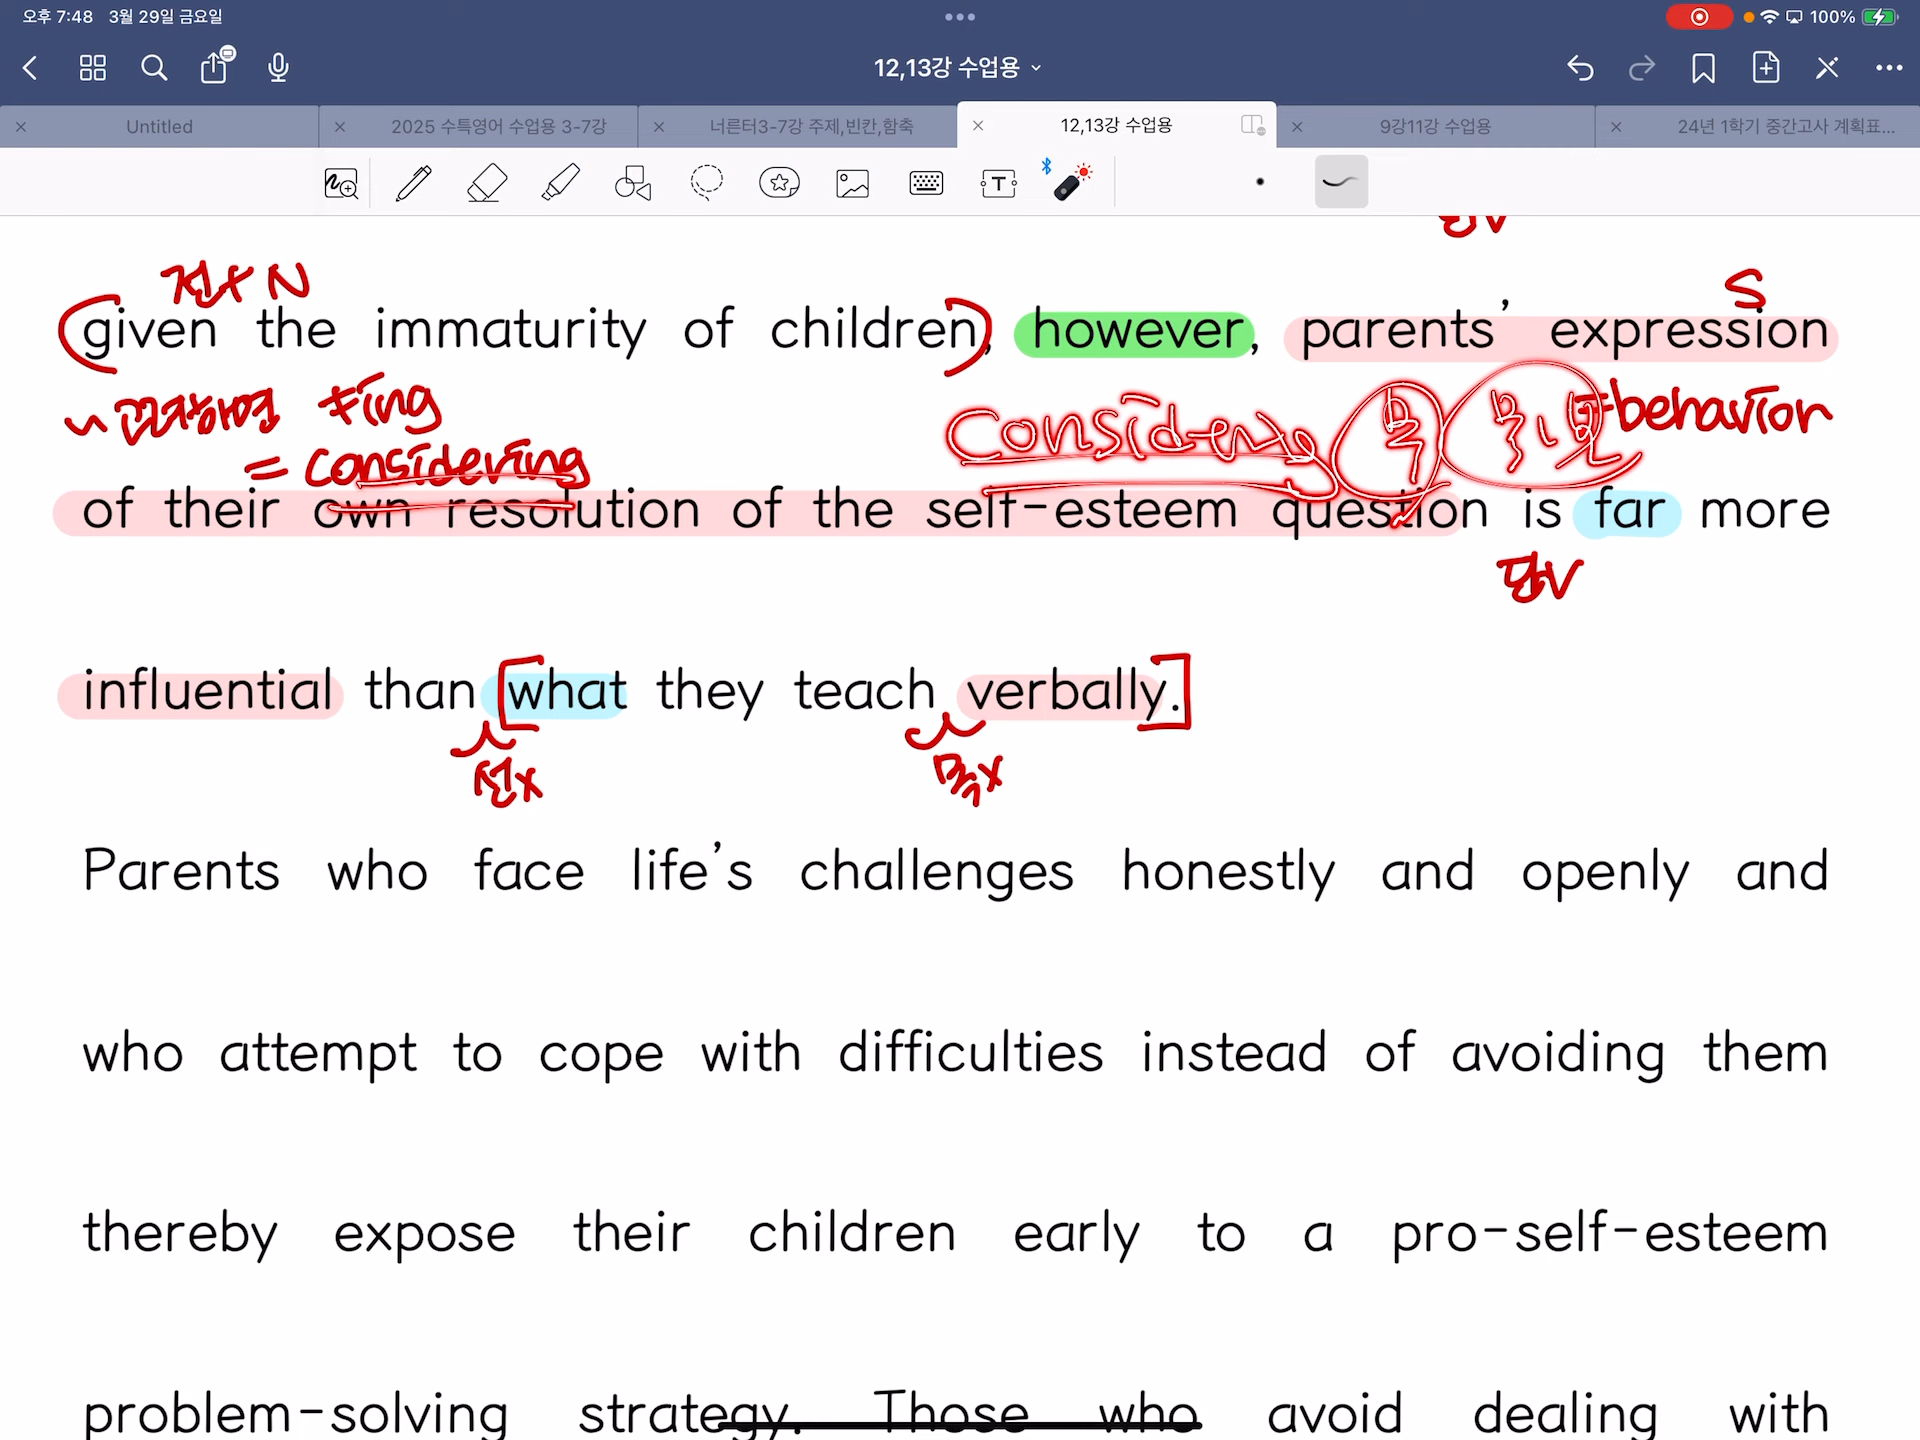 오후 7:48 3월 29일 금요일
100%
12,13강 수업용
Untitled
2025 수특영어 수업용 3-7강
너른터3-7강 주제,빈칸,함축
12,13강 수업용
9강11강 수업용
24년 1학기 중간고사 계획표...
T
전x N
S
given the immaturity of children, however, parents’ expression
~고려하면 ≠ing
= considering
목
=behavior
of their own resolution of the self-esteem question is far more
단V
influential than [what they teach verbally.]
선x
목x
Parents who face life’s challenges honestly and openly and
who attempt to cope with difficulties instead of avoiding them
thereby expose their children early to a pro-self-esteem
problem-solving strategy. Those who avoid dealing with